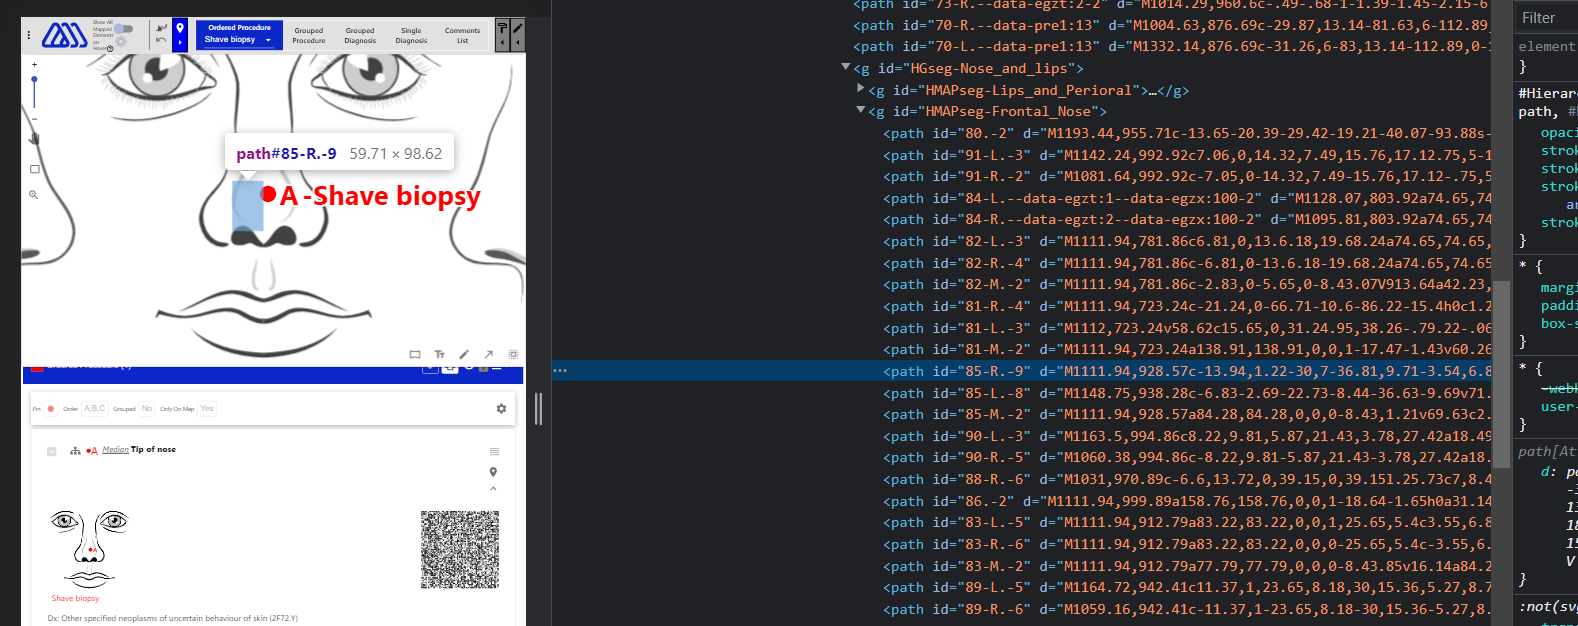 Show All
Mapped
Elements
on
Hover
Ordered Procedure
Shave biopsy
Grouped
Procedure
Grouped
Diagnosis
Single
Diagnosis
Comments
List
+
−
path#85-R.-9 59.71 × 98.62
A -Shave biopsy
Tт
Pin Order A,B,C Grouped No Only On Map Yes
A Median Tip of nose
A
Shave biopsy
Dx: Other specified neoplasms of uncertain behaviour of skin (2F72.Y)
<path id="73-R.--data-egzt:2-2" d="M1014.29,960.6c-.49-.68-1-1.39-1.45-2.15-6
<path id="70-R.--data-pre1:13" d="M1004.63,876.69c-29.87,13.14-81.63,6-112.89,
<path id="70-L.--data-pre1:13" d="M1332.14,876.69c-31.26,6-83,13.14-112.89,0-1
<g id="HGseg-Nose_and_lips">
<g id="HMAPseg-Lips_and_Perioral">…</g>
<g id="HMAPseg-Frontal_Nose">
<path id="80.-2" d="M1193.44,955.71c-13.65-20.39-29.42-19.21-40.07-93.88s-
<path id="91-L.-3" d="M1142.24,992.92c7.06,0,14.32,7.49,15.76,17.12.75,5-1
<path id="91-R.-2" d="M1081.64,992.92c-7.05,0-14.32,7.49-15.76,17.12-.75,5
<path id="84-L.--data-egzt:1--data-egzx:100-2" d="M1128.07,803.92a74.65,74
<path id="84-R.--data-egzt:2--data-egzx:100-2" d="M1095.81,803.92a74.65,74
<path id="82-L.-3" d="M1111.94,781.86c6.81,0,13.6.18,19.68.24a74.65,74.65,
<path id="82-R.-4" d="M1111.94,781.86c-6.81,0-13.6.18-19.68.24a74.65,74.65
<path id="82-M.-2" d="M1111.94,781.86c-2.83,0-5.65,0-8.43.07V913.64a42.23,
<path id="81-R.-4" d="M1111.94,723.24c-21.24,0-66.71-10.6-86.22-15.4h0c1.2
<path id="81-L.-3" d="M1112,723.24v58.62c15.65,0,31.24.95,38.26-.79.22-.06
<path id="81-M.-2" d="M1111.94,723.24a138.91,138.91,0,0,1-17.47-1.43v60.26
<path id="85-R.-9" d="M1111.94,928.57c-13.94,1.22-30,7-36.81,9.71-3.54,6.8
<path id="85-L.-8" d="M1148.75,938.28c-6.83-2.69-22.73-8.44-36.63-9.69v71.
<path id="85-M.-2" d="M1111.94,928.57a84.28,84.28,0,0,0-8.43,1.21v69.63c2.
<path id="90-L.-3" d="M1163.5,994.86c8.22,9.81,5.87,21.43,3.78,27.42a18.49
<path id="90-R.-5" d="M1060.38,994.86c-8.22,9.81-5.87,21.43-3.78,27.42a18.
<path id="88-R.-6" d="M1031,970.89c-6.6,13.72,0,39.15,0,39.15l.25.73c7,8.4
<path id="86.-2" d="M1111.94,999.89a158.76,158.76,0,0,1-18.64-1.65h0a31.14
<path id="83-L.-5" d="M1111.94,912.79a83.22,83.22,0,0,1,25.65,5.4c3.55,6.8
<path id="83-R.-6" d="M1111.94,912.79a83.22,83.22,0,0,0-25.65,5.4c-3.55,6.
<path id="83-M.-2" d="M1111.94,912.79a77.79,77.79,0,0,0-8.43.85v16.14a84.2
<path id="89-L.-5" d="M1164.72,942.41c11.37,1,23.65,8.18,30,15.36,5.27,8.7
<path id="89-R.-6" d="M1059.16,942.41c-11.37,1-23.65,8.18-30,15.36-5.27,8.
Filter
element
}
#Hierar
path, #
opaci
strok
strok
strok
ar
strok
}
* {
margi
paddi
box-s
}
* {
-webk
user-
}
path[At
d: pa
}
:not(svg